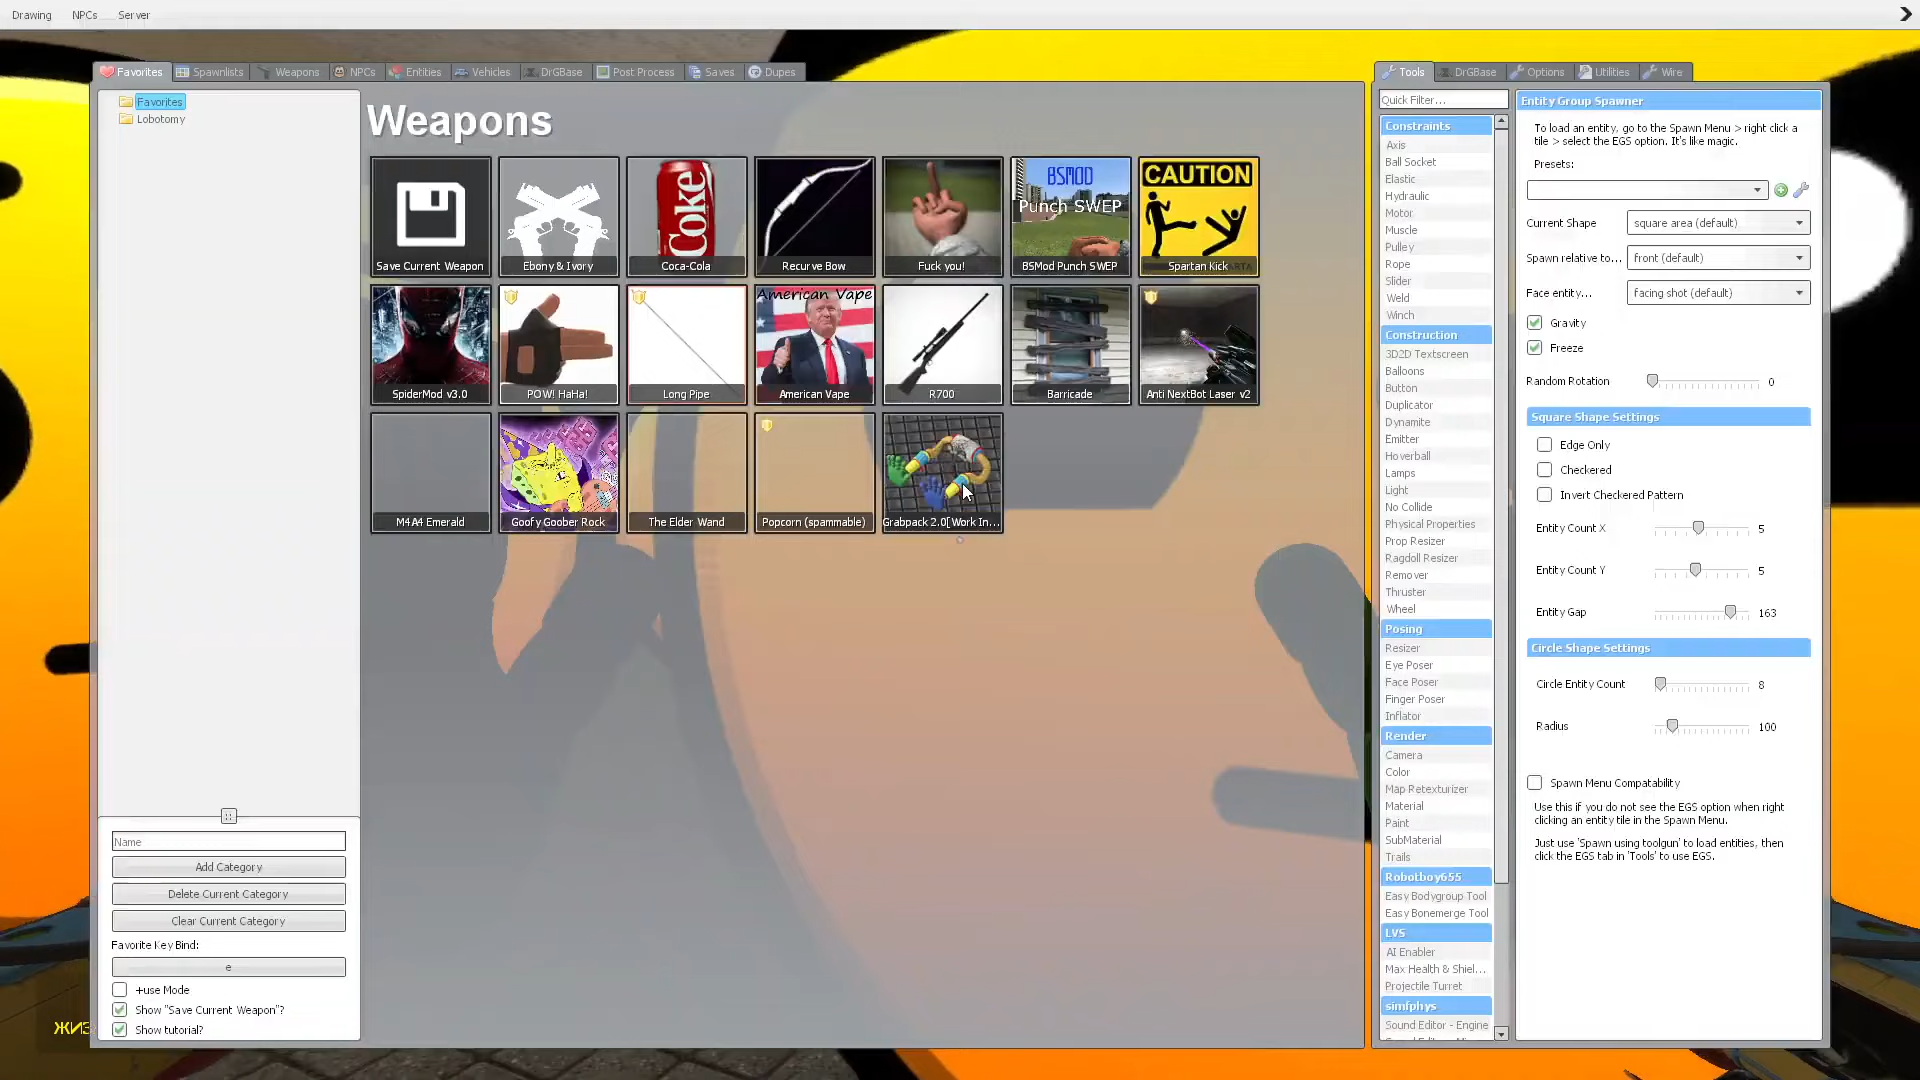 Drawing NPCs Server
Favorites Spawnlists Weapons NPCs Entities Vehicles DrGBase Post Process Saves Dupes
Favorites
Lobotomy
Weapons
Save Current Weapon
Ebony & Ivory
Coke
Coca-Cola
Recurve Bow
Fuck you!
BSMOD
Punch SWEP
BSMod Punch SWEP
CAUTION
Spartan Kick
SpiderMod v3.0
POW! HaHa!
Long Pipe
American Vape
American Vape
R700
Barricade
Anti NextBot Laser v2
M4A4 Emerald
Goofy Goober Rock
The Elder Wand
Popcorn (spammable)
Grabpack 2.0[Work In...
Name
Add Category
Delete Current Category
Clear Current Category
Favorite Key Bind:
e
+use Mode
Show "Save Current Weapon"?
Show tutorial?
Tools DrGBase Options Utilities Wire
Quick Filter...
Constraints
Axis
Ball Socket
Elastic
Hydraulic
Motor
Muscle
Pulley
Rope
Slider
Weld
Winch
Construction
3D2D Textscreen
Balloons
Button
Duplicator
Dynamite
Emitter
Hoverball
Lamps
Light
No Collide
Physical Properties
Prop Resizer
Ragdoll Resizer
Remover
Thruster
Wheel
Posing
Resizer
Eye Poser
Face Poser
Finger Poser
Inflator
Render
Camera
Color
Map Retexturizer
Material
Paint
SubMaterial
Trails
Robotboy655
Easy Bodygroup Tool
Easy Bonemerge Tool
LVS
AI Enabler
Max Health & Shiel...
Projectile Turret
simfphys
Sound Editor - Engine
Entity Group Spawner
To load an entity, go to the Spawn Menu > right click a
tile > select the EGS option. It's like magic.
Presets:
Current Shape square area (default)
Spawn relative to... front (default)
Face entity... facing shot (default)
Gravity
Freeze
Random Rotation 0
Square Shape Settings
Edge Only
Checkered
Invert Checkered Pattern
Entity Count X 5
Entity Count Y 5
Entity Gap 163
Circle Shape Settings
Circle Entity Count 8
Radius 100
Spawn Menu Compatability
Use this if you do not see the EGS option when right
clicking an entity tile in the Spawn Menu.
Just use 'Spawn using toolgun' to load entities, then
click the EGS tab in 'Tools' to use EGS.